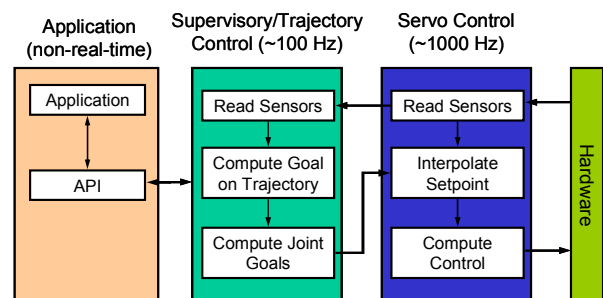 Application
(non-real-time)
Supervisory/Trajectory
Control (~100 Hz)
Servo Control
(~1000 Hz)
Application
API
Read Sensors
Compute Goal
on Trajectory
Compute Joint
Goals
Read Sensors
Interpolate
Setpoint
Compute
Control
Hardware